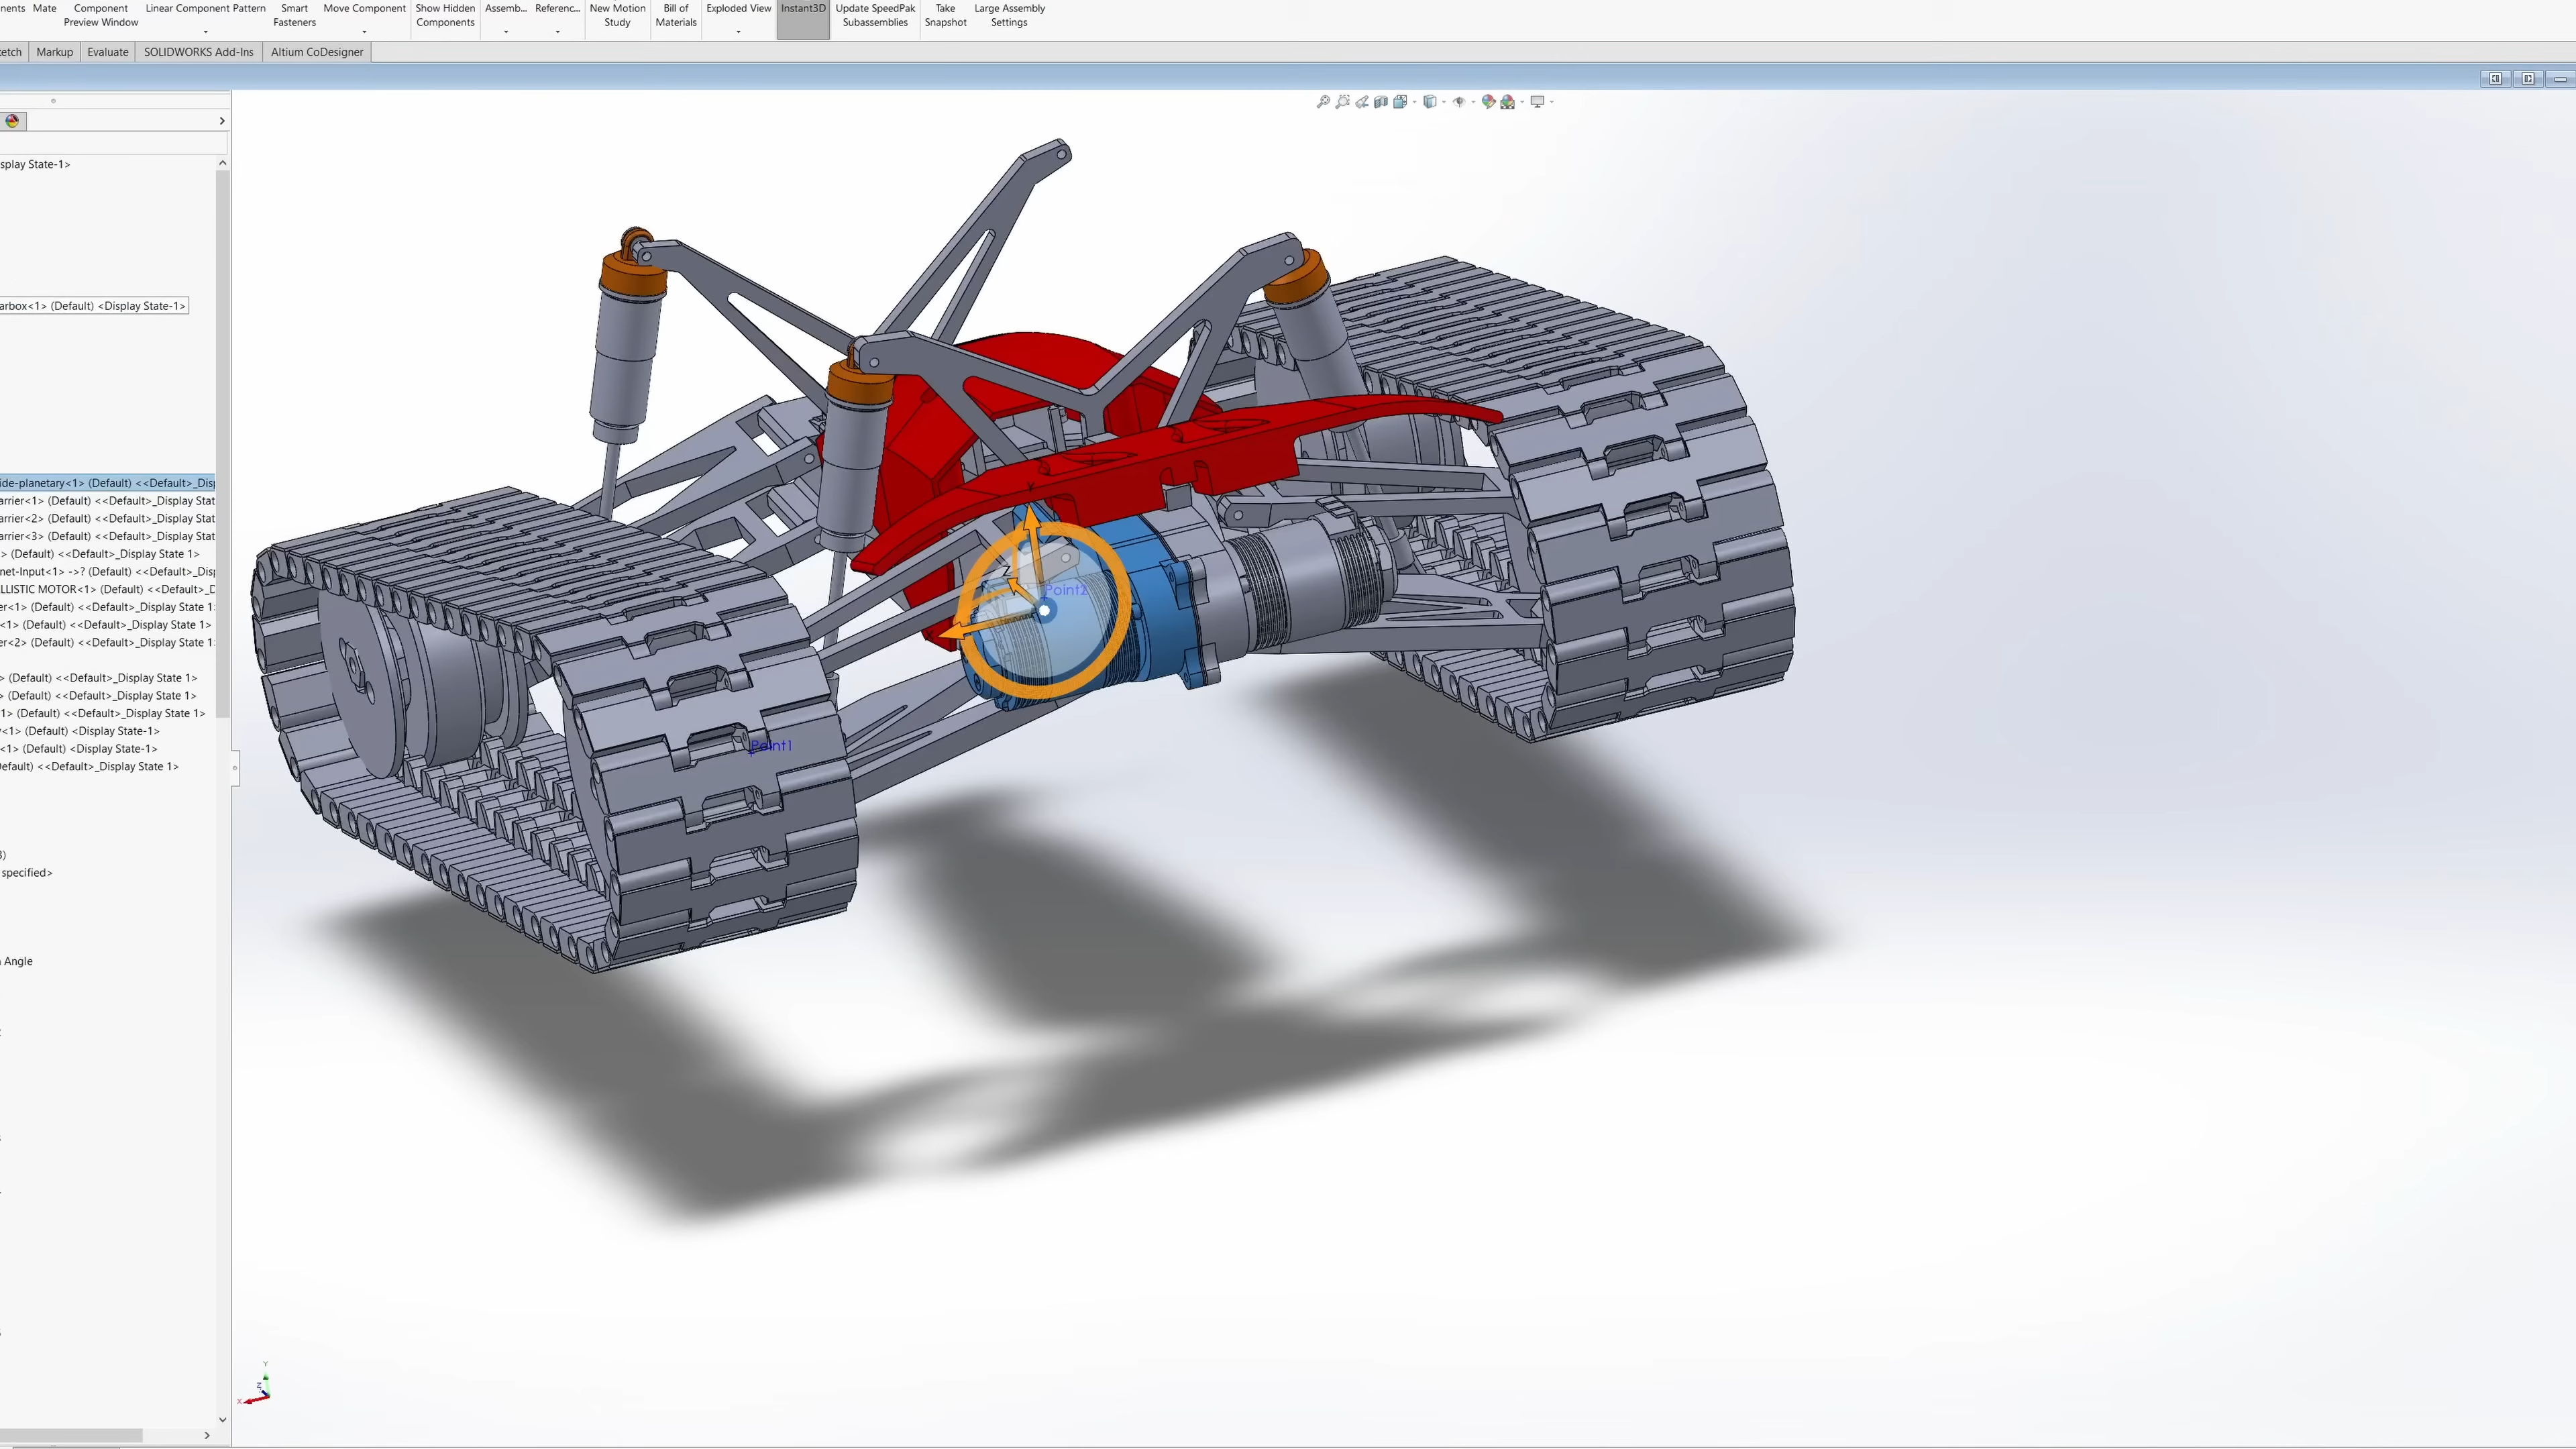 nents Mate Component Linear Component Pattern Smart Move Component Show Hidden Assemb... Referenc... New Motion Bill of Exploded View Instant3D Update SpeedPak Take Large Assembly
Preview Window Fasteners Components Study Materials Subassemblies Snapshot Settings
etch Markup Evaluate SOLIDWORKS Add-Ins Altium CoDesigner
splay State-1>
arbox<1> (Default) <Display State-1>
ide-planetary<1> (Default) <<Default>_Disp
arrier<1> (Default) <<Default>_Display Stat
arrier<2> (Default) <<Default>_Display Stat
arrier<3> (Default) <<Default>_Display Stat
> (Default) <<Default>_Display State 1>
net-Input<1> ->? (Default) <<Default>_Disp
LLISTIC MOTOR<1> (Default) <<Default>_D
er<1> (Default) <<Default>_Display State 1
<1> (Default) <<Default>_Display State 1>
er<2> (Default) <<Default>_Display State 1
> (Default) <<Default>_Display State 1>
> (Default) <<Default>_Display State 1>
1> (Default) <<Default>_Display State 1>
<1> (Default) <Display State-1>
<1> (Default) <Display State-1>
efault) <<Default>_Display State 1>
specified>
Angle
Y
Z
Point2
Point1
Y
Z
X